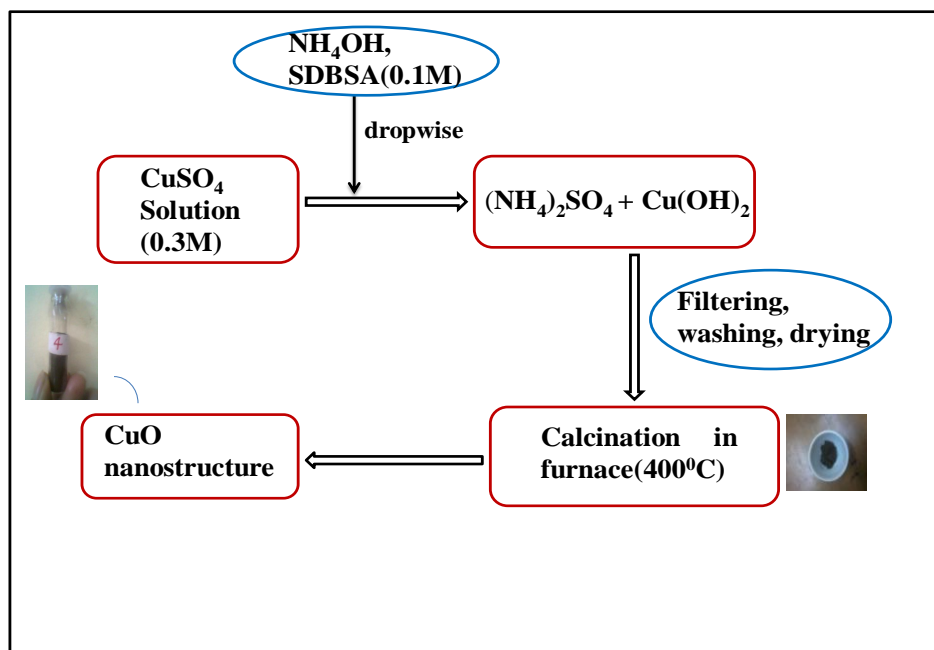 NH₄OH,
SDBSA(0.1M)
dropwise
CuSO₄
Solution
(0.3M)
(NH₄)₂SO₄ + Cu(OH)₂
Filtering,
washing, drying
4
CuO
nanostructure
Calcination in
furnace(400⁰C)